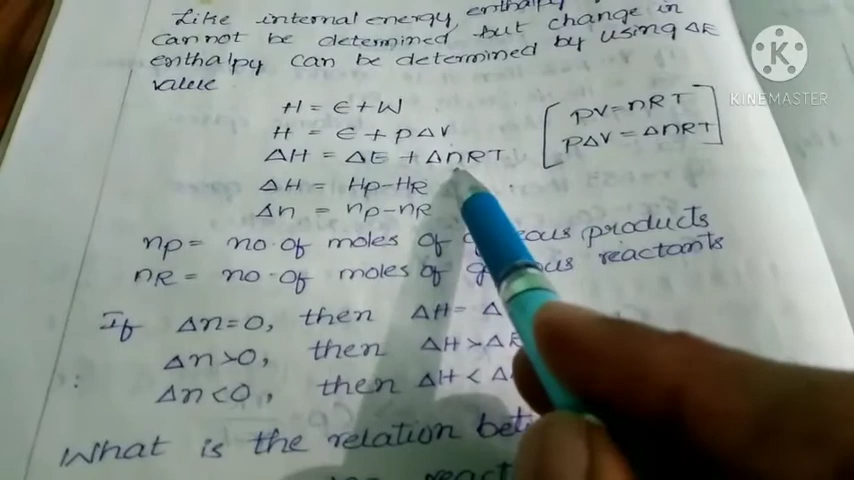 Like internal energy, enthalpy
cannot be determined, but change in
enthalpy can be determined by using ΔE
value.
H = E + W
H = E + PΔV
ΔH = ΔE + ΔnRT
[PV = nRT
PΔV = ΔnRT]
ΔH = HP - HR
Δn = nP - nR
nP = no. of moles of products
nR = no. of moles of reactants
If Δn = 0, then ΔH = Δ
Δn > 0, then ΔH > ΔE
Δn < 0, then ΔH < Δ
What is the relation
KINEMASTER